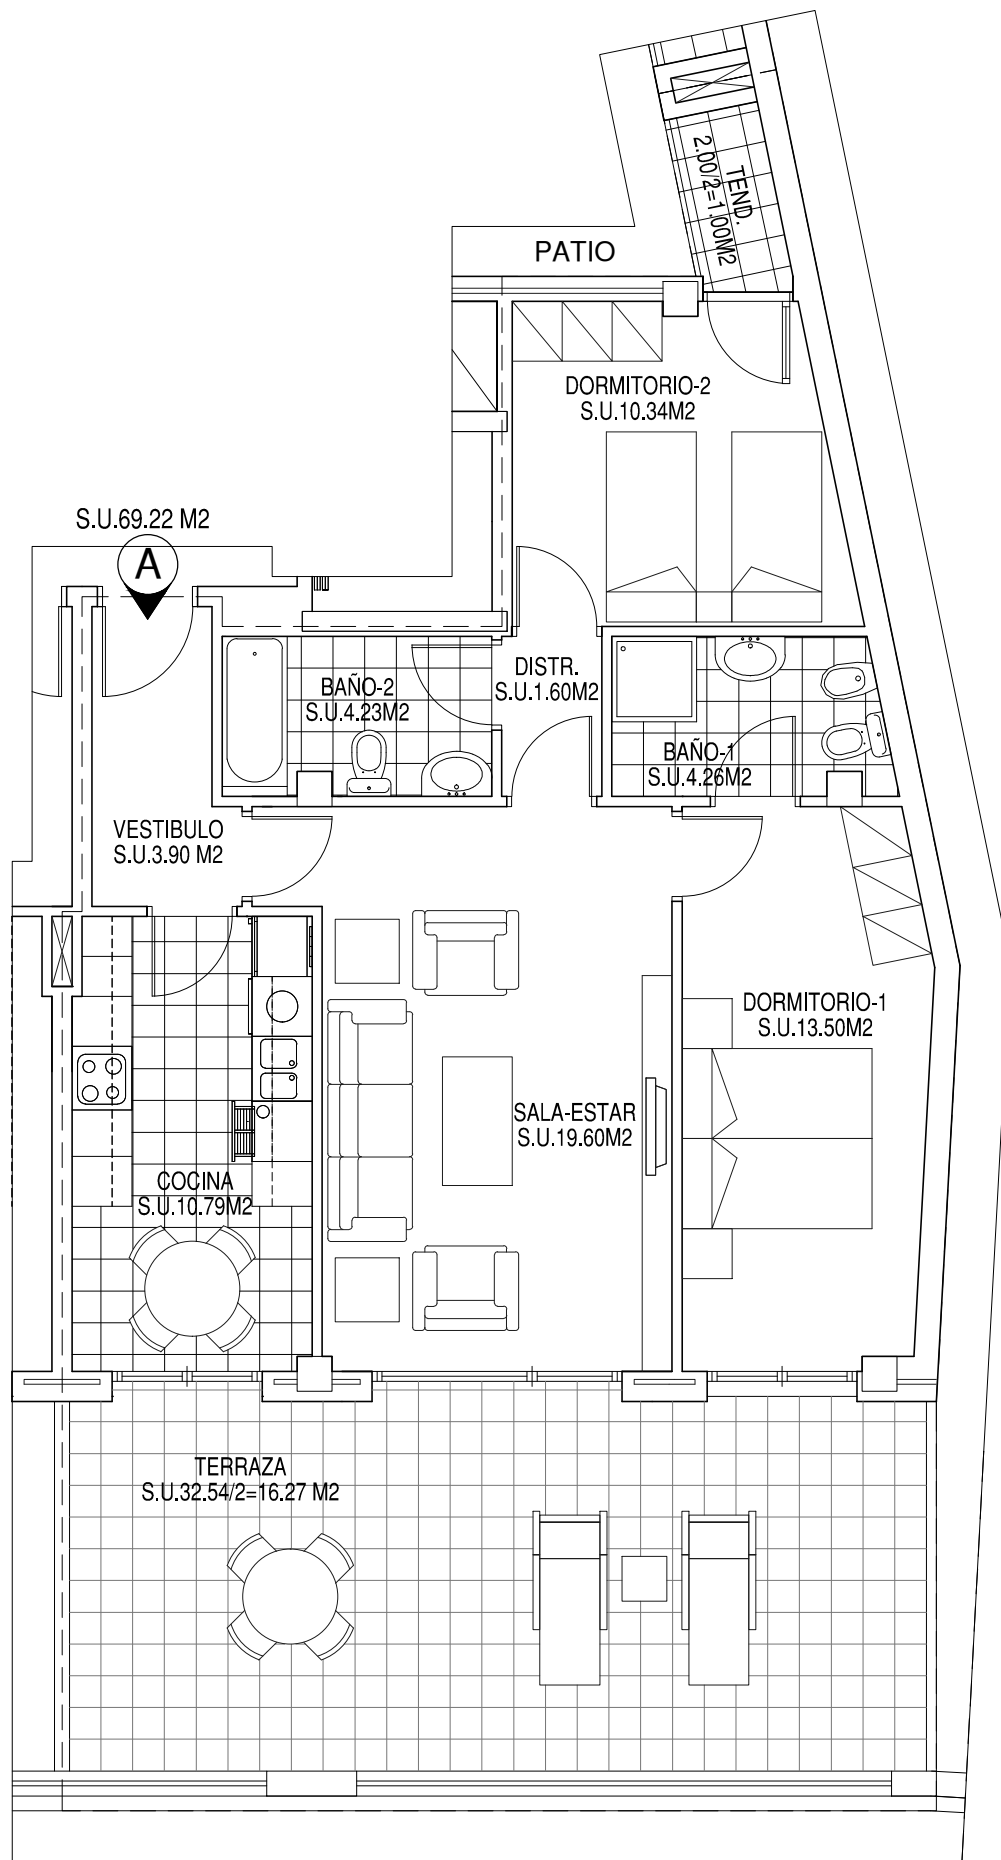 TEND.
2.00/2=1.00M2
PATIO
DORMITORIO-2
S.U.10.34M2
S.U.69.22 M2
A
BAÑO-2
S.U.4.23M2
DISTR.
S.U.1.60M2
BAÑO-1
S.U.4.26M2
VESTIBULO
S.U.3.90 M2
DORMITORIO-1
S.U.13.50M2
SALA-ESTAR
S.U.19.60M2
COCINA
S.U.10.79M2
TERRAZA
S.U.32.54/2=16.27 M2